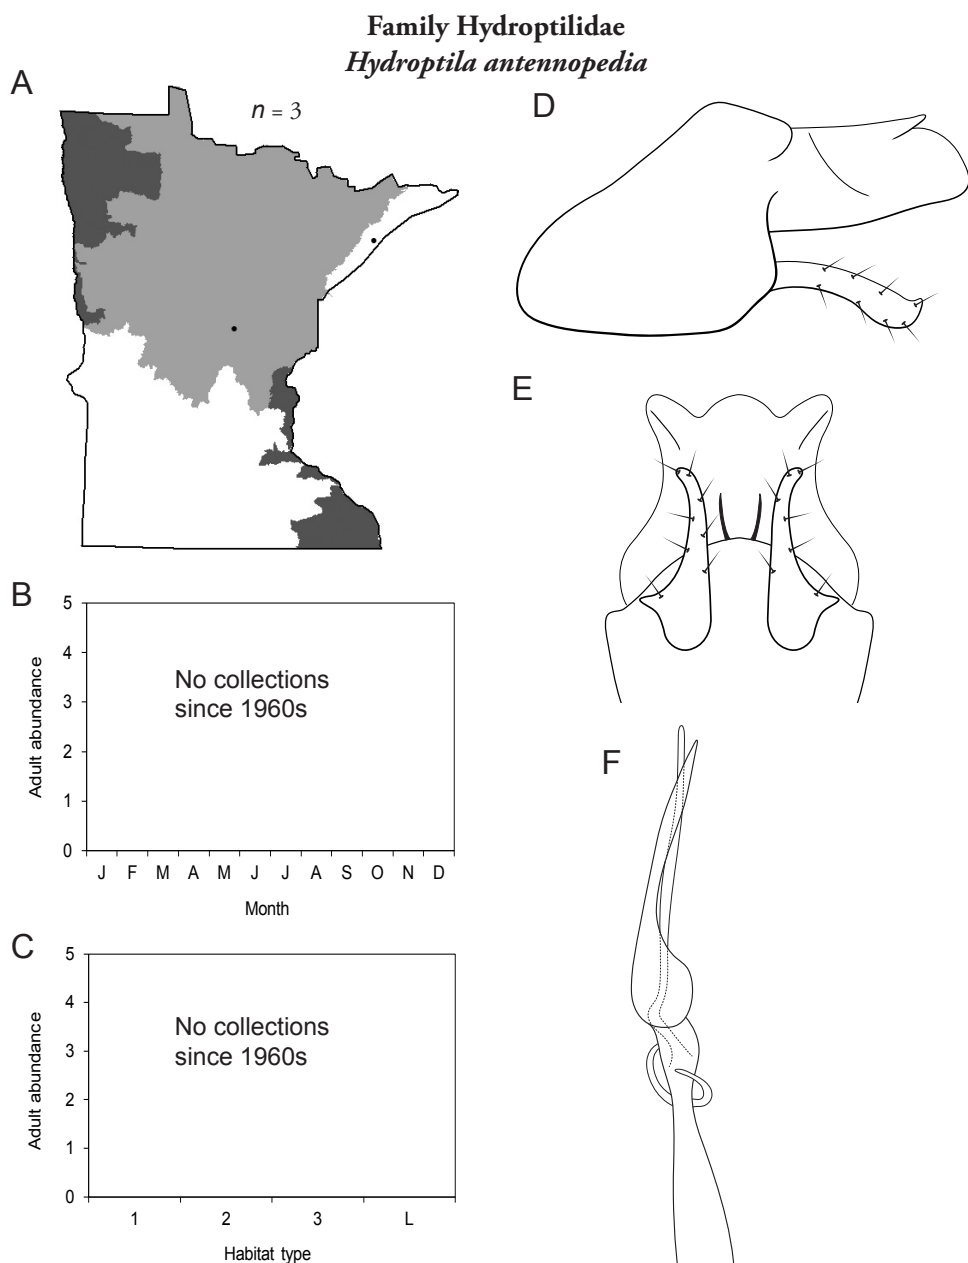 Family Hydroptilidae
Hydroptila antennopedia
A
n = 3
B
5
4
3
2
1
0
Adult abundance
No collections
since 1960s
J F M A M J J A S O N D
Month
C
5
4
3
2
1
0
Adult abundance
No collections
since 1960s
1 2 3 L
Habitat type
D
E
F